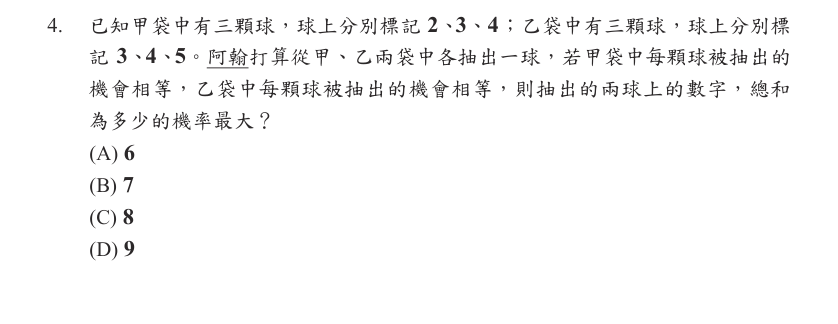 4. 已知甲袋中有三顆球，球上分別標記 2、3、4；乙袋中有三顆球，球上分別標
記 3、4、5。阿翰打算從甲、乙兩袋中各抽出一球，若甲袋中每顆球被抽出的
機會相等，乙袋中每顆球被抽出的機會相等，則抽出的兩球上的數字，總和
為多少的機率最大？
(A) 6
(B) 7
(C) 8
(D) 9